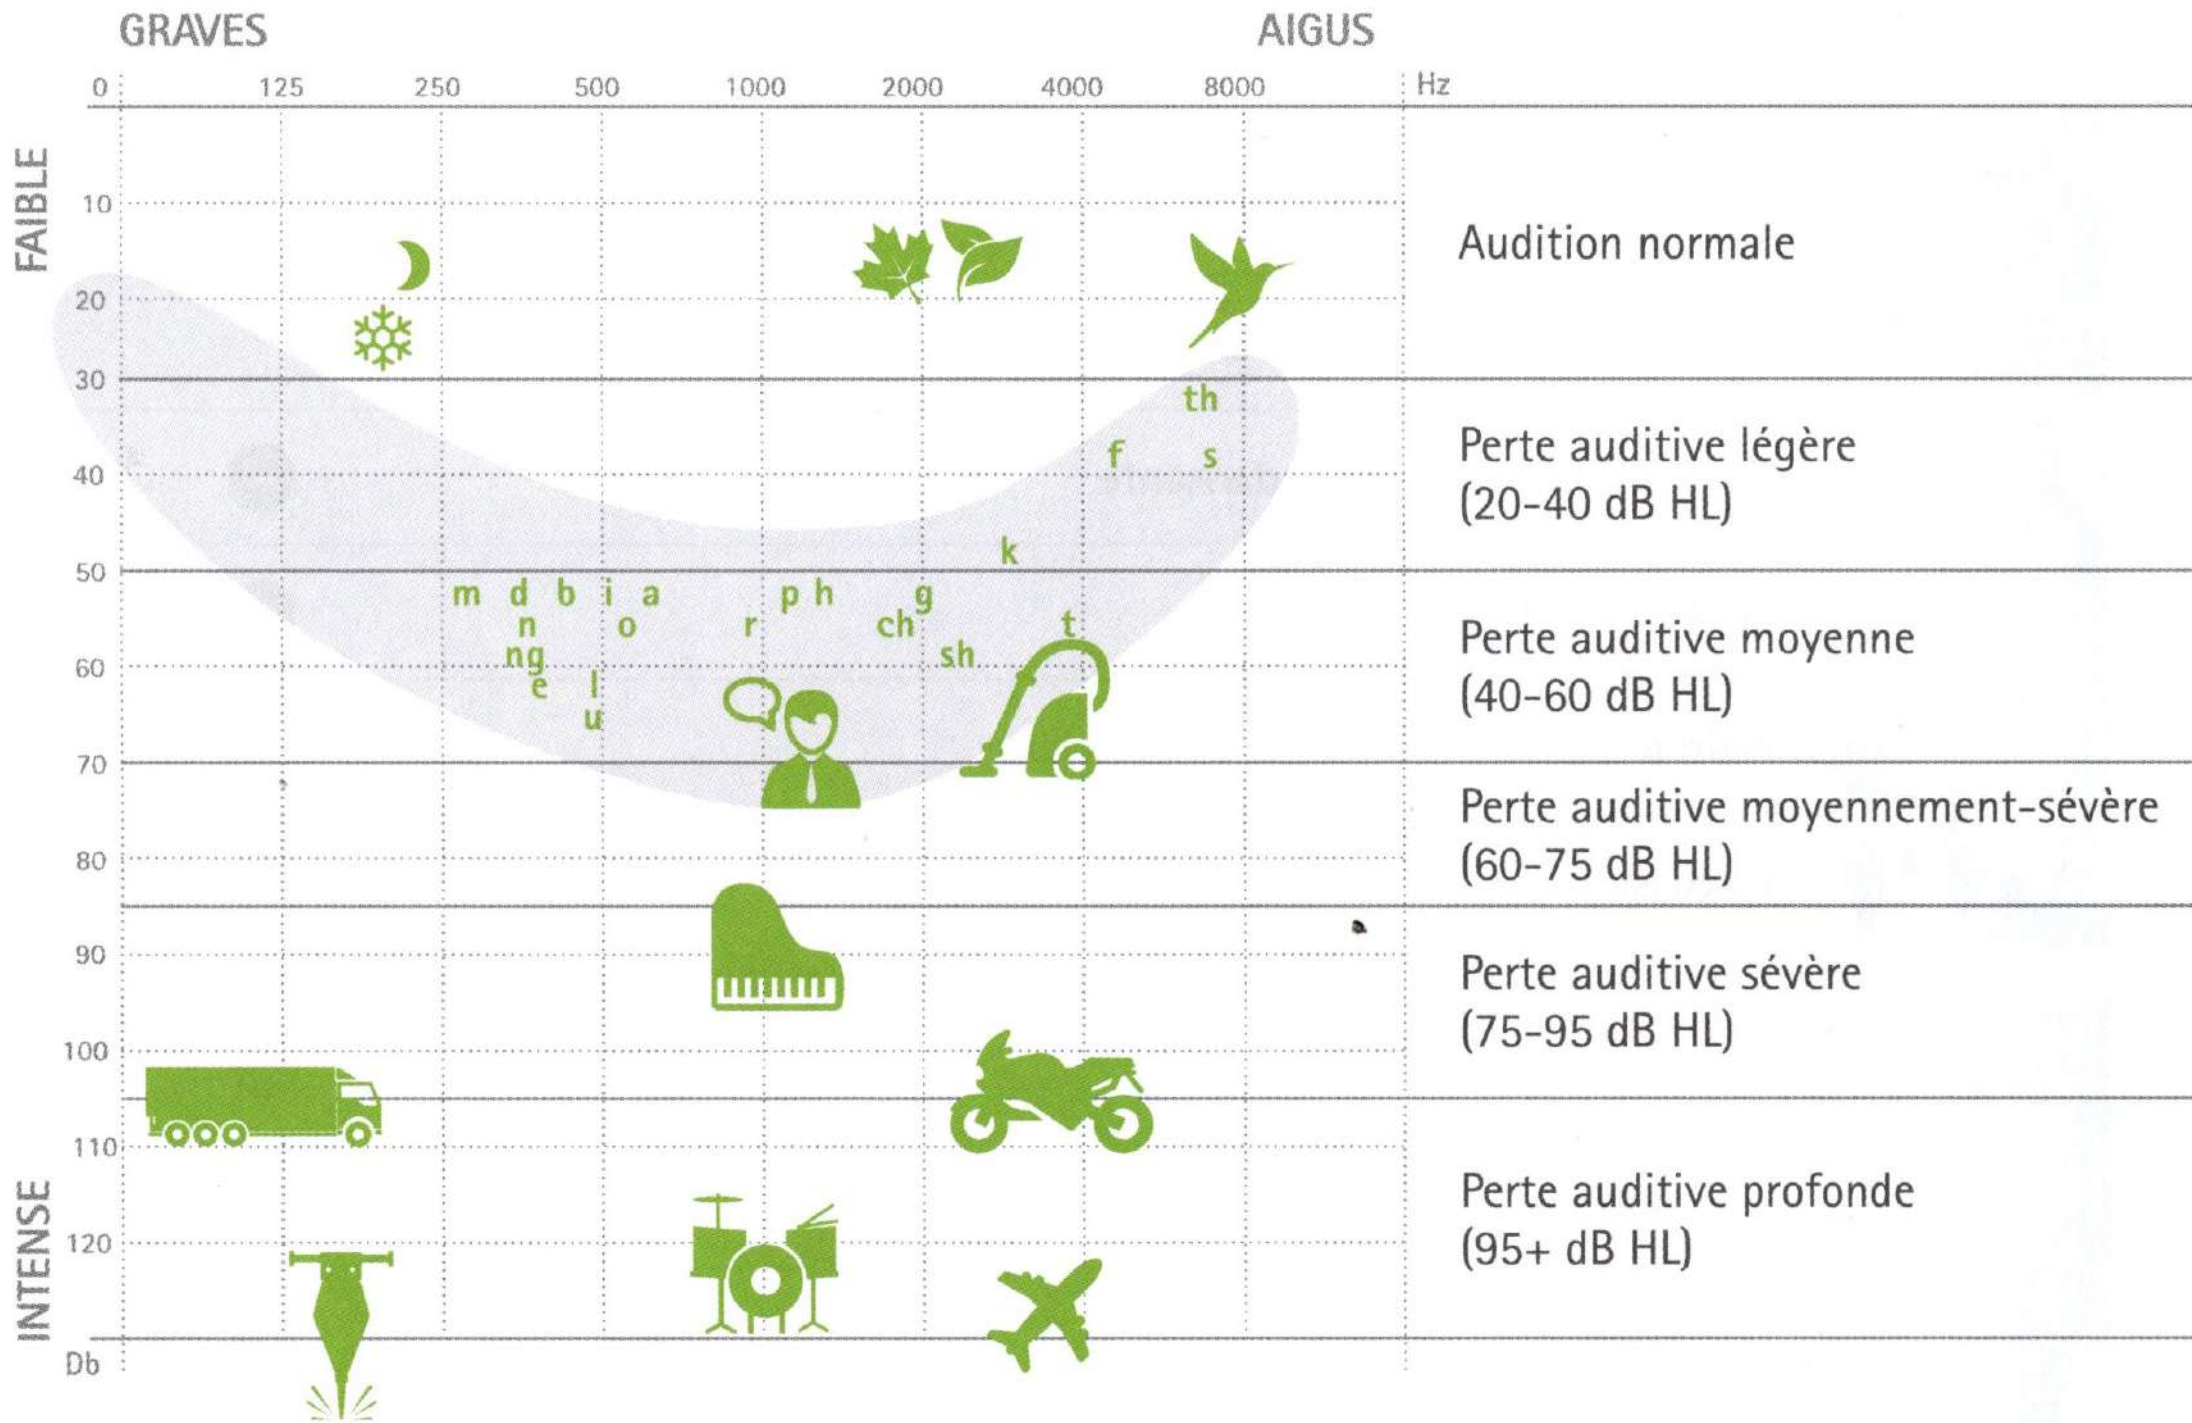 GRAVES AIGUS
0 125 250 500 1000 2000 4000 8000 Hz
FAIBLE
10
Audition normale
20
30
th
f s
Perte auditive légère
40
(20-40 dB HL)
k
50
m d b i a p h g
n o r ch t
Perte auditive moyenne
ng sh
60
e l
(40-60 dB HL)
u
70
Perte auditive moyennement-sévère
80
(60-75 dB HL)
90
Perte auditive sévère
(75-95 dB HL)
100
110
INTENSE
Perte auditive profonde
120
(95+ dB HL)
Db